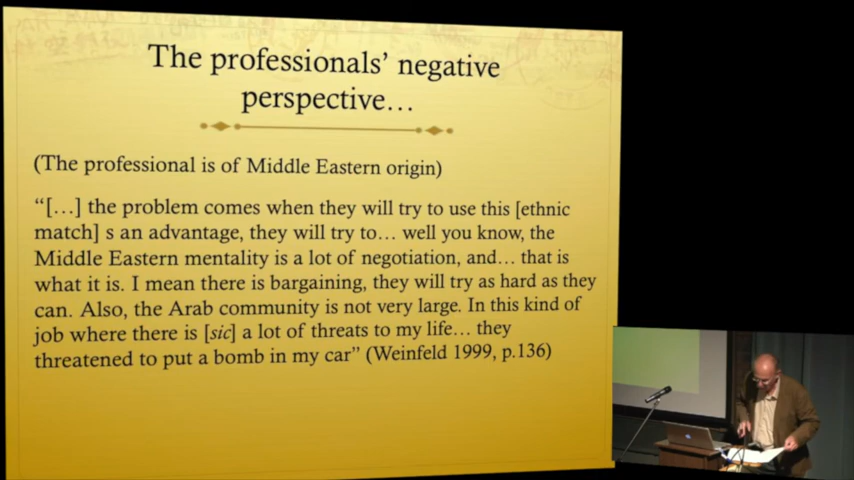 The professionals' negative
perspective…
(The professional is of Middle Eastern origin)
"[…] the problem comes when they will try to use this [ethnic
match] s an advantage, they will try to… well you know, the
Middle Eastern mentality is a lot of negotiation, and… that is
what it is. I mean there is bargaining, they will try as hard as they
can. Also, the Arab community is not very large. In this kind of
job where there is [sic] a lot of threats to my life… they
threatened to put a bomb in my car" (Weinfeld 1999, p.136)